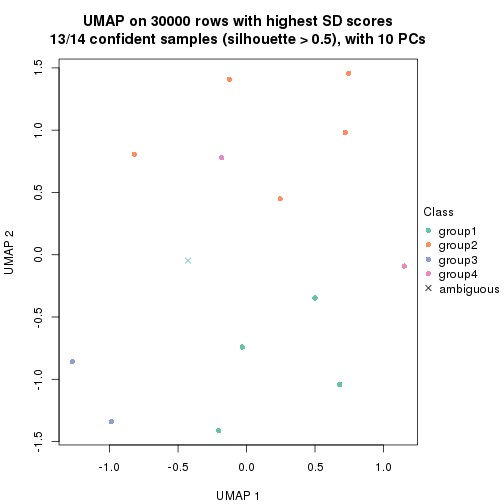 UMAP on 30000 rows with highest SD scores
13/14 confident samples (silhouette > 0.5), with 10 PCs
1.5
1.0
0.5
0.0
-0.5
-1.0
-1.5
UMAP 2
-1.0
-0.5
0.0
0.5
1.0
UMAP 1
Class
group1
group2
group3
group4
ambiguous